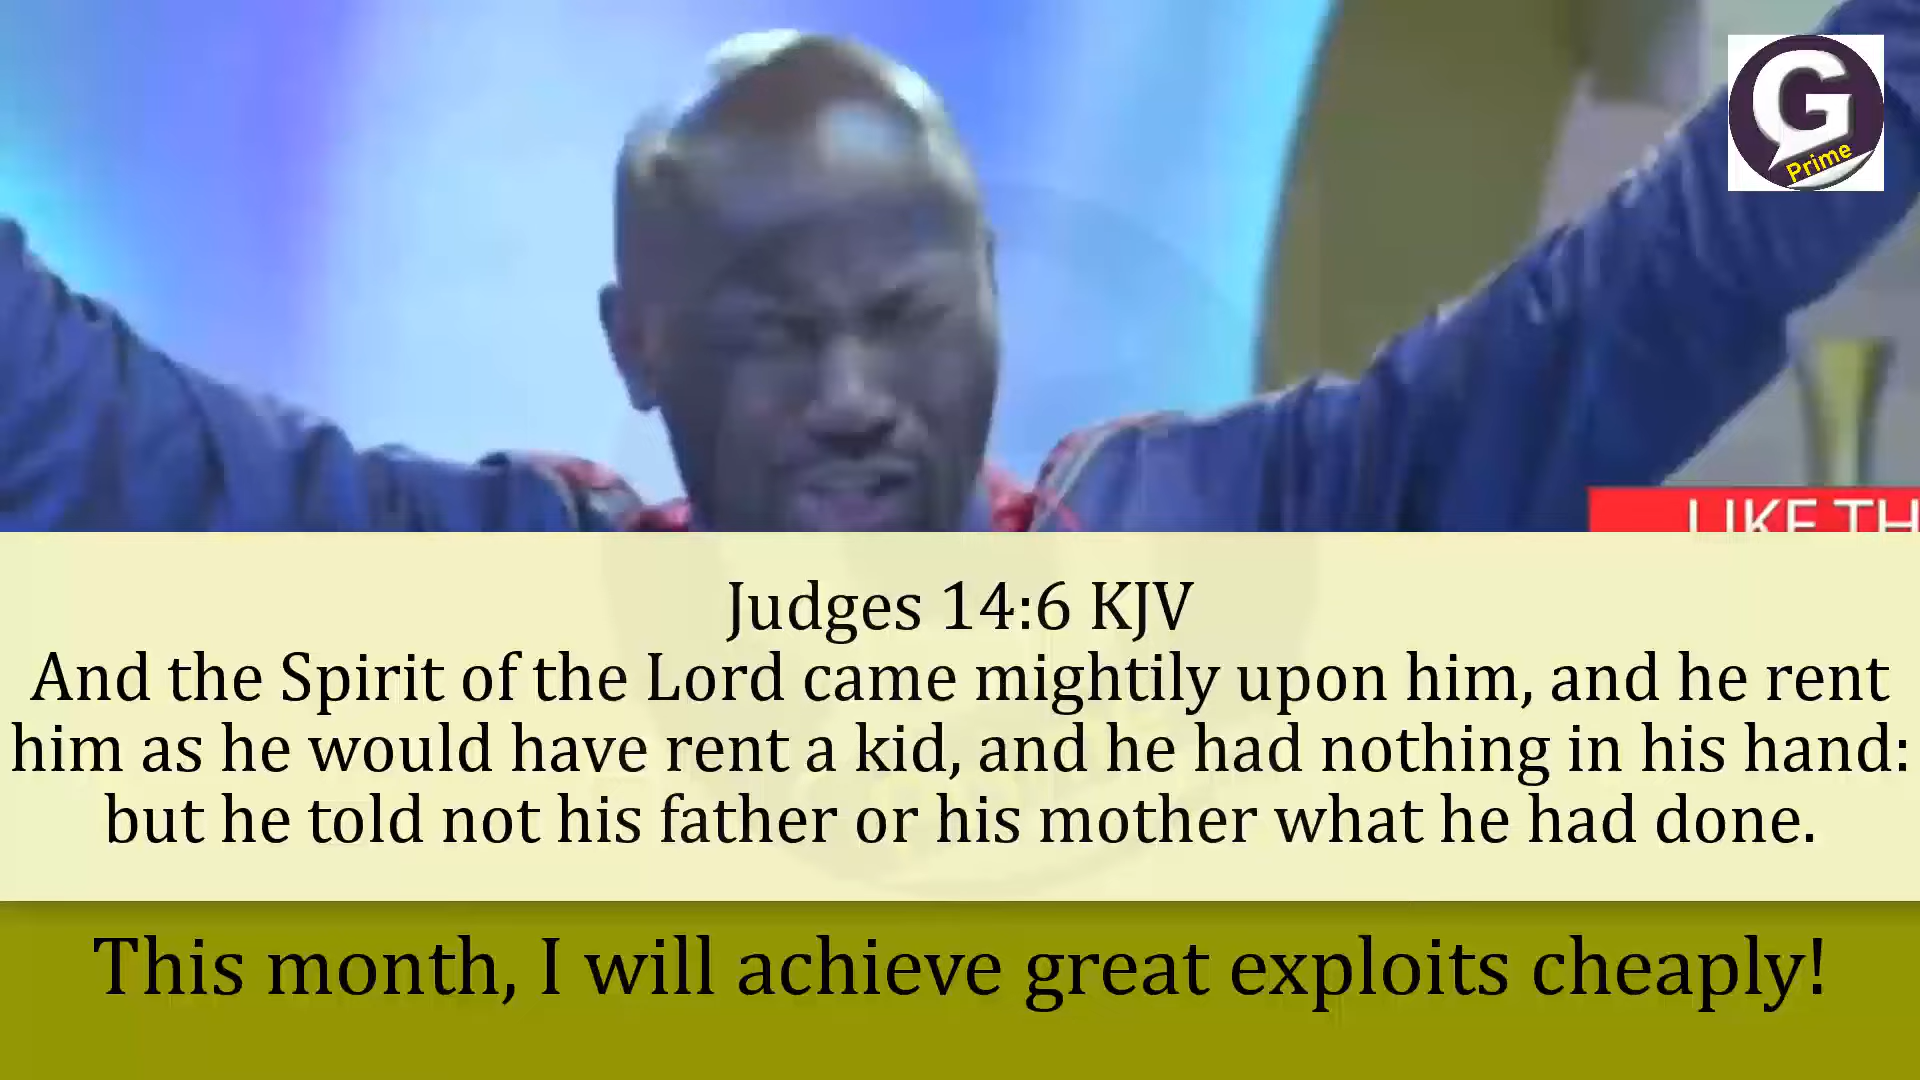 G
Prime
LIKE TH
Judges 14:6 KJV
And the Spirit of the Lord came mightily upon him, and he rent
him as he would have rent a kid, and he had nothing in his hand:
but he told not his father or his mother what he had done.
This month, I will achieve great exploits cheaply!